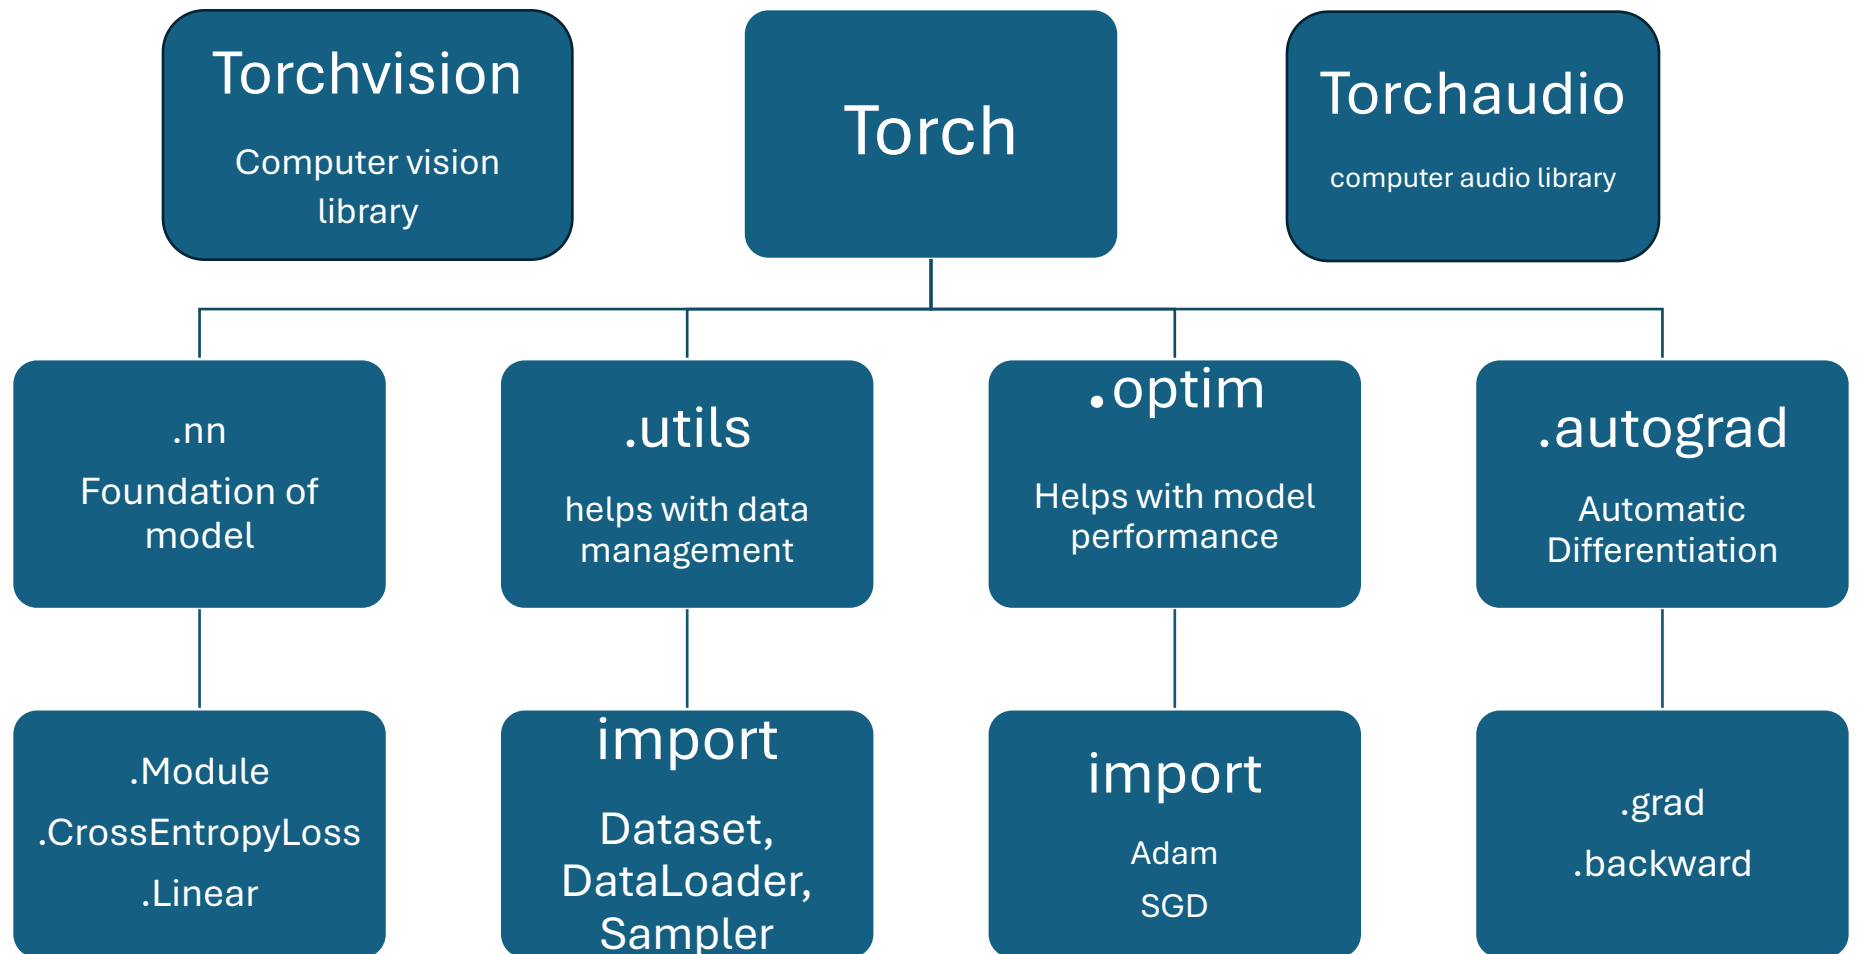 Torchvision
Computer vision
library
Torch
Torchaudio
computer audio library
.nn
Foundation of
model
.utils
helps with data
management
.optim
Helps with model
performance
.autograd
Automatic
Differentiation
.Module
.CrossEntropyLoss
.Linear
import
Dataset,
DataLoader,
Sampler
import
Adam
SGD
.grad
.backward